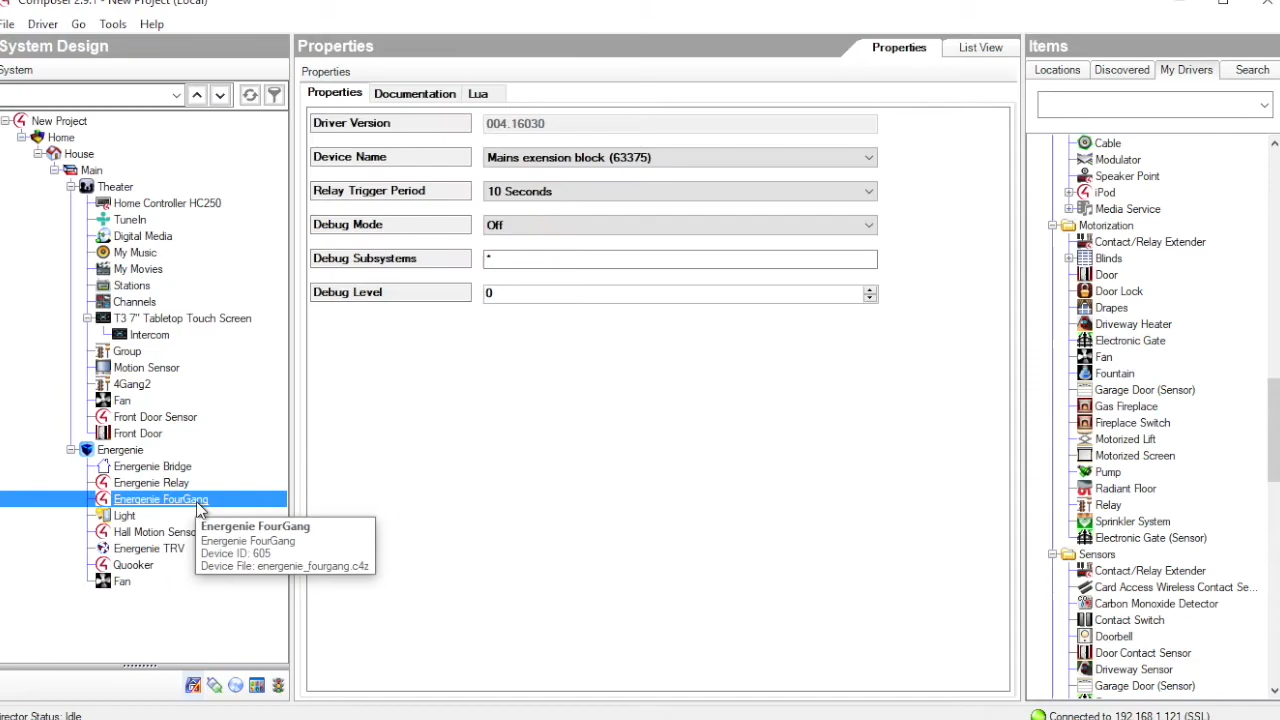 Composer 2.9.1 - New Project (Local)
File Driver Go Tools Help
System Design
System
New Project
Home
House
Main
Theater
Home Controller HC250
TuneIn
Digital Media
My Music
My Movies
Stations
Channels
T3 7" Tabletop Touch Screen
Intercom
Group
Motion Sensor
4Gang2
Fan
Front Door Sensor
Front Door
Energenie
Energenie Bridge
Energenie Relay
Energenie FourGang
Light
Hall Motion Senso
Energenie TRV
Quooker
Fan
Energenie FourGang
Energenie FourGang
Device ID: 605
Device File: energenie_fourgang.c4z
Director Status: Idle
Properties
Properties List View
Properties
Properties Documentation Lua
Driver Version 004.16030
Device Name Mains exension block (63375)
Relay Trigger Period 10 Seconds
Debug Mode Off
Debug Subsystems *
Debug Level 0
Items
Locations Discovered My Drivers Search
Cable
Modulator
Speaker Point
iPod
Media Service
Motorization
Contact/Relay Extender
Blinds
Door
Door Lock
Drapes
Driveway Heater
Electronic Gate
Fan
Fountain
Garage Door (Sensor)
Gas Fireplace
Fireplace Switch
Motorized Lift
Motorized Screen
Pump
Radiant Floor
Relay
Sprinkler System
Electronic Gate (Sensor)
Sensors
Contact/Relay Extender
Card Access Wireless Contact Se...
Carbon Monoxide Detector
Contact Switch
Doorbell
Door Contact Sensor
Driveway Sensor
Garage Door (Sensor)
Connected to 192.168.1.121 (SSL)